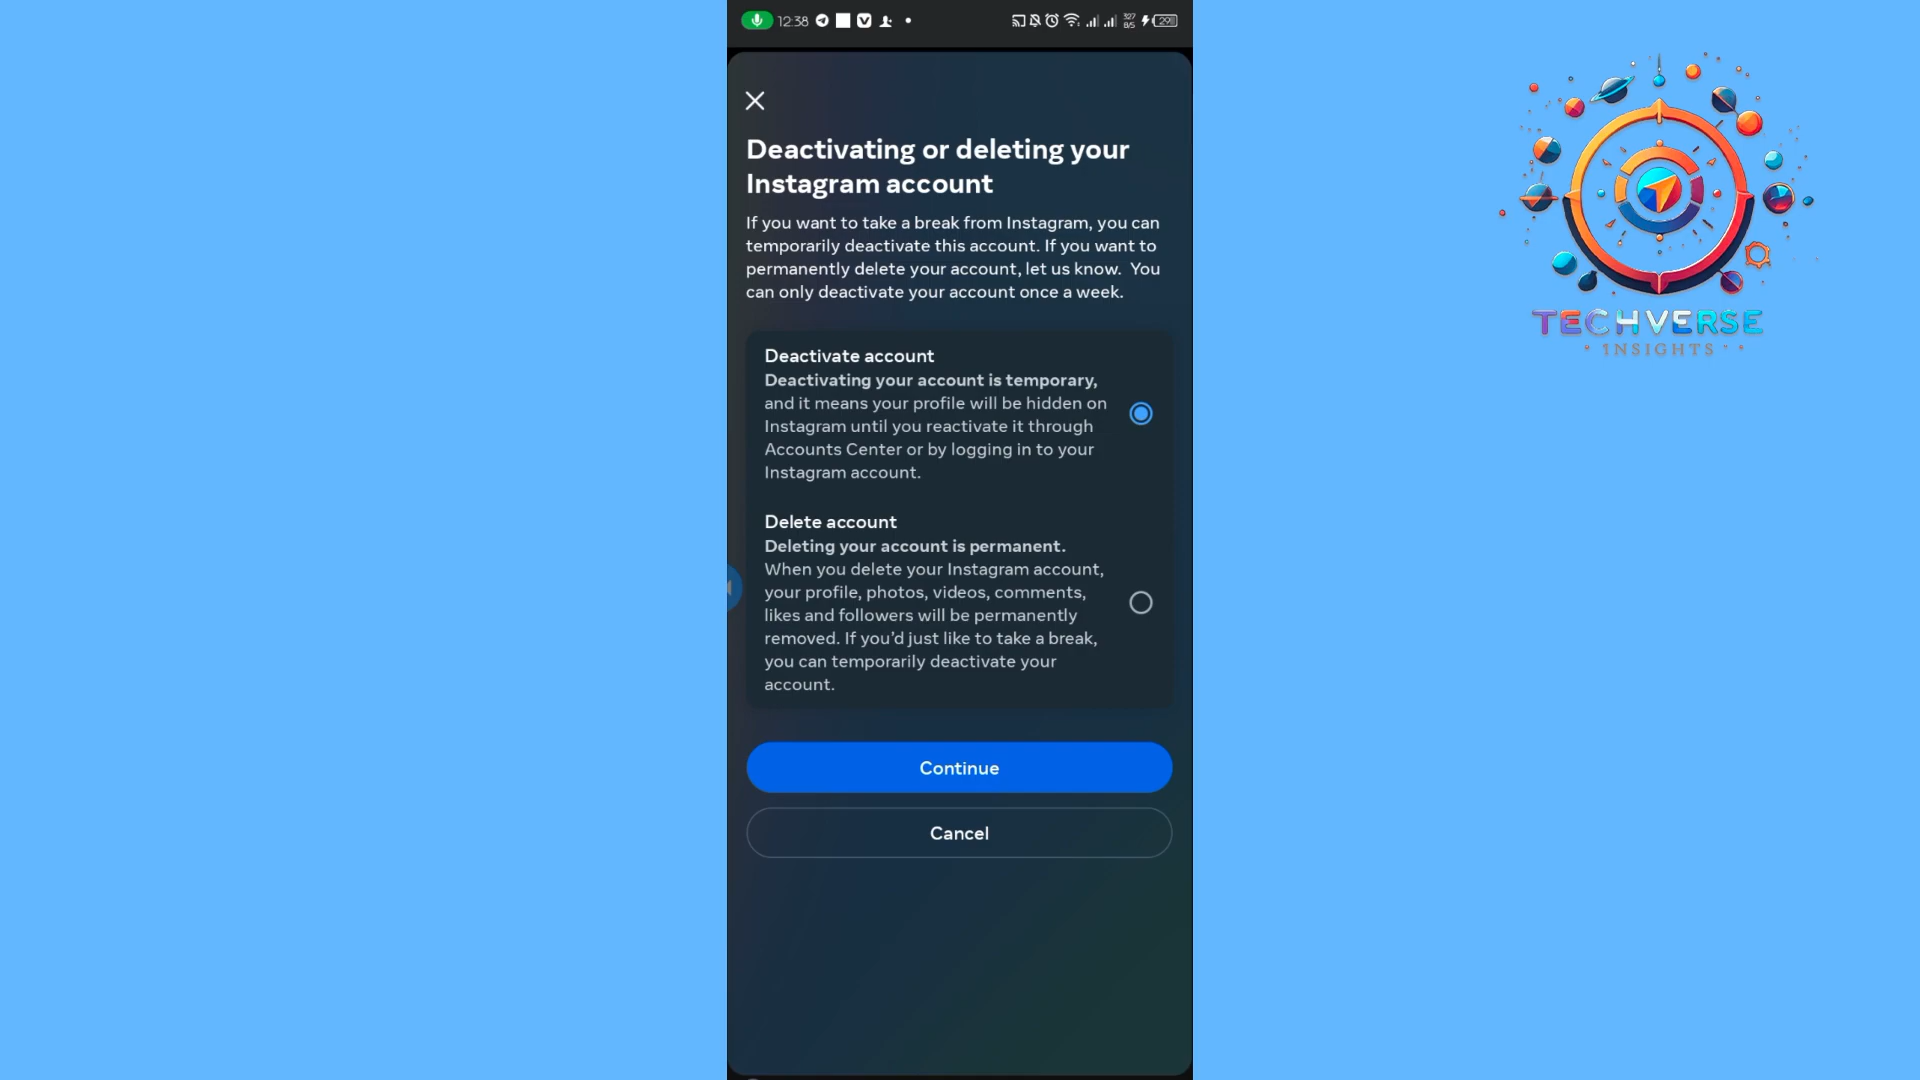 12:38
327
B/S
29
Deactivating or deleting your
Instagram account
If you want to take a break from Instagram, you can
temporarily deactivate this account. If you want to
permanently delete your account, let us know.  You
can only deactivate your account once a week.
Deactivate account
Deactivating your account is temporary,
and it means your profile will be hidden on
Instagram until you reactivate it through
Accounts Center or by logging in to your
Instagram account.
Delete account
Deleting your account is permanent.
When you delete your Instagram account,
your profile, photos, videos, comments,
likes and followers will be permanently
removed. If you’d just like to take a break,
you can temporarily deactivate your
account.
Continue
Cancel
TECHVERSE
INSIGHTS